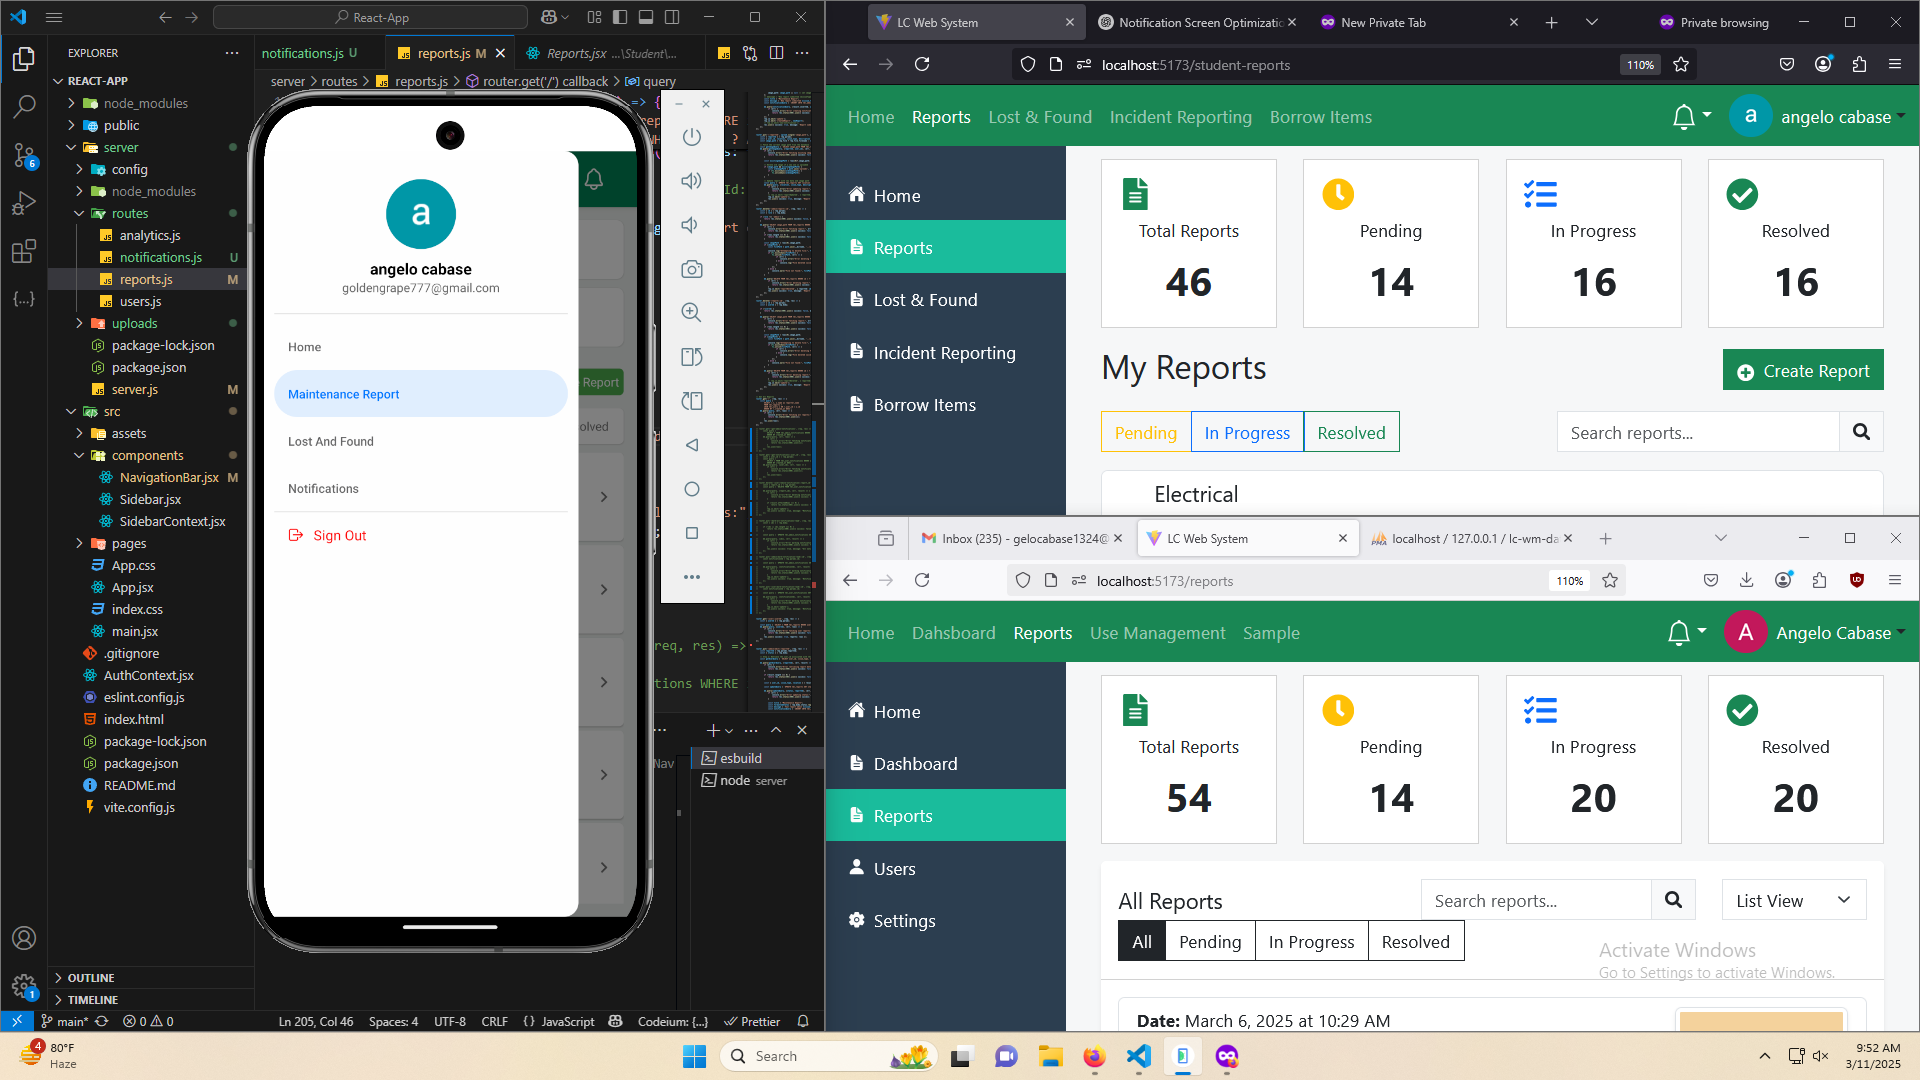 React-App
EXPLORER
REACT-APP
node_modules
public
server
config
node_modules
routes
analytics.js
notifications.js U
reports.js M
users.js
uploads
package-lock.json
package.json
server.js M
src
assets
components
NavigationBar.jsx M
Sidebar.jsx
SidebarContext.jsx
pages
App.css
App.jsx
index.css
main.jsx
.gitignore
AuthContext.jsx
eslint.config.js
index.html
package-lock.json
package.json
README.md
vite.config.js
OUTLINE
TIMELINE
notifications.js U
reports.js M
Reports.jsx ...\Student\...
server > routes > reports.js > router.get('/') callback > query
a
angelo cabase
goldengrape777@gmail.com
Home
Maintenance Report
Lost And Found
Notifications
Sign Out
Report
req, res) =>
tions WHERE
esbuild
node server
main*
0 0
Ln 205, Col 46
Spaces: 4
UTF-8
CRLF
{} JavaScript
Codeium: {...}
Prettier
LC Web System
Notification Screen Optimizatio
New Private Tab
Private browsing
localhost:5173/student-reports
110%
Home Reports Lost & Found Incident Reporting Borrow Items
a angelo cabase
Home
Reports
Lost & Found
Incident Reporting
Borrow Items
Total Reports
46
Pending
14
In Progress
16
Resolved
16
My Reports
Create Report
Pending In Progress Resolved
Search reports...
Electrical
Inbox (235) - gelocabase1324@
LC Web System
localhost / 127.0.0.1 / lc-wm-da
localhost:5173/reports
110%
Home Dahsboard Reports Use Management Sample
A Angelo Cabase
Home
Dashboard
Reports
Users
Settings
Total Reports
54
Pending
14
In Progress
20
Resolved
20
All Reports
Search reports...
List View
All Pending In Progress Resolved
Activate Windows
Go to Settings to activate Windows.
Date: March 6, 2025 at 10:29 AM
4
80°F
Haze
Search
9:52 AM
3/11/2025